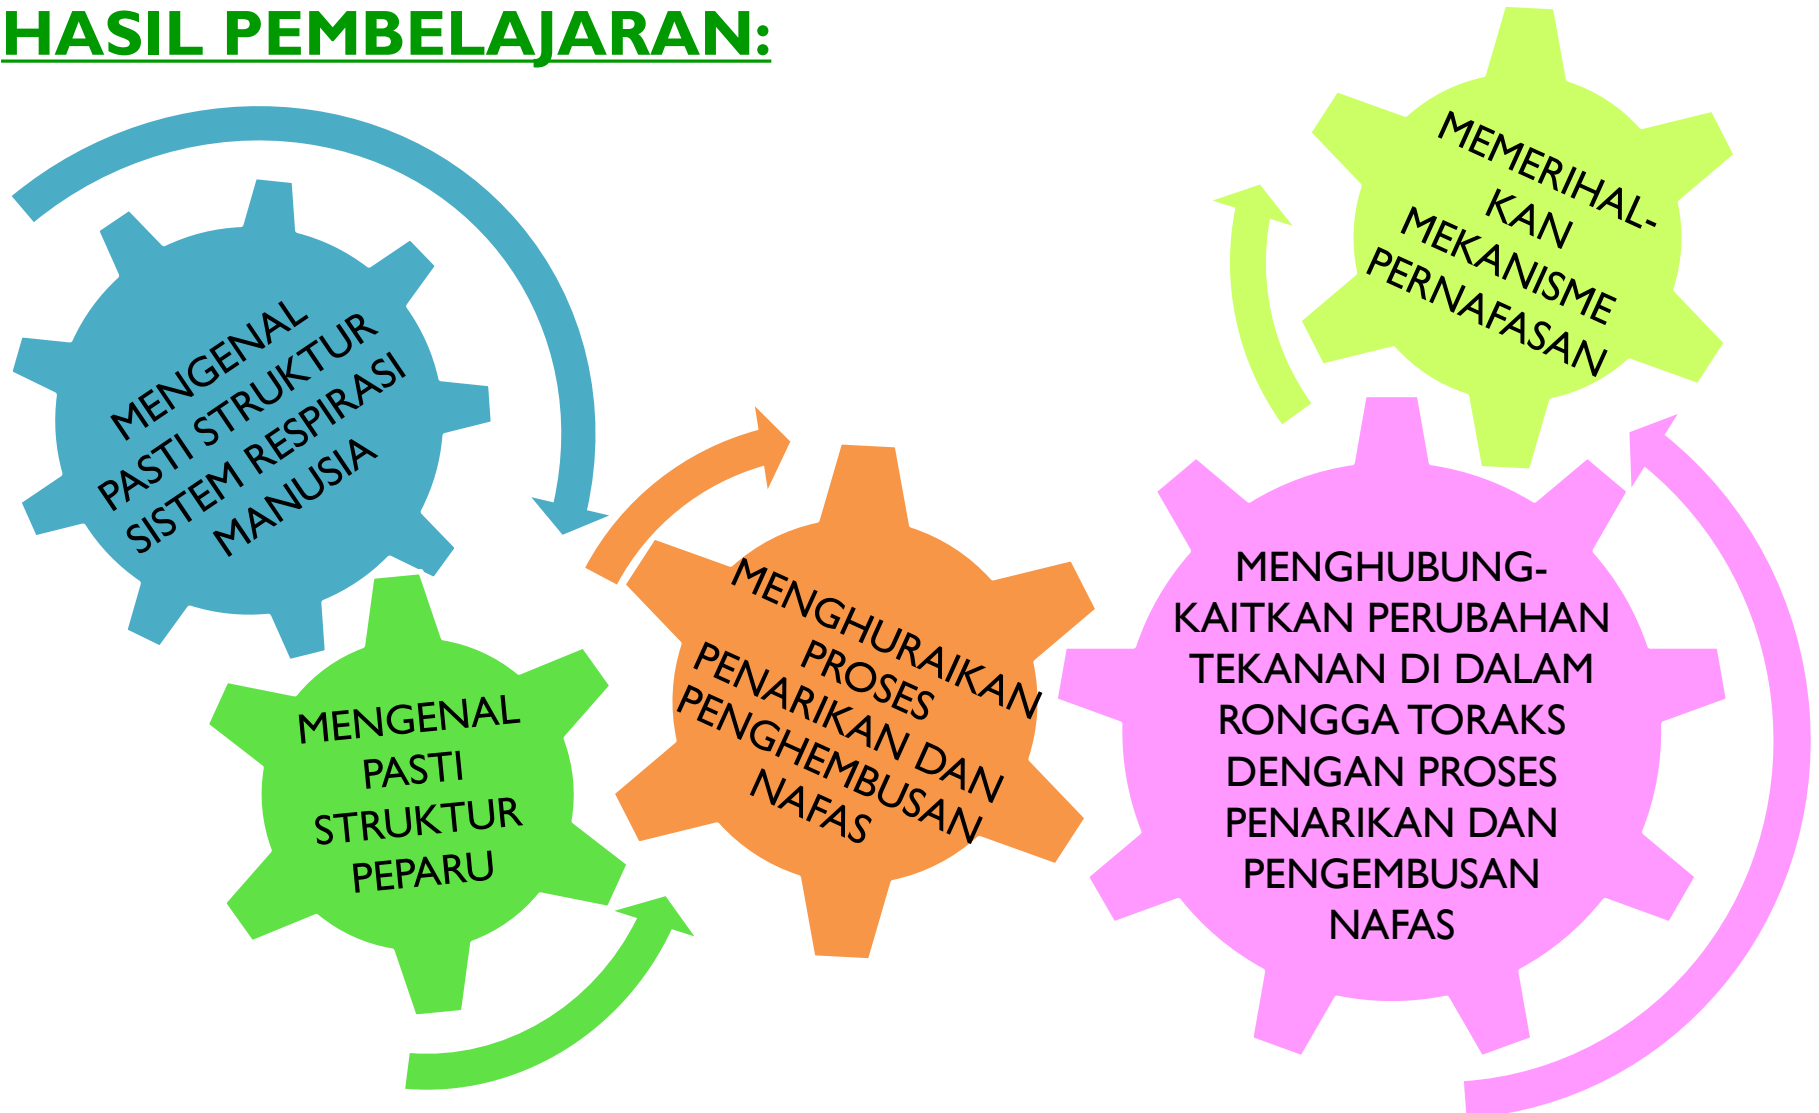 HASIL PEMBELAJARAN:
MENGENAL
PASTI STRUKTUR
SISTEM RESPIRASI
MANUSIA
MENGENAL
PASTI
STRUKTUR
PEPARU
MENGHURAIKAN
PROSES
PENARIKAN DAN
PENGHEMBUSAN
NAFAS
MENGHUBUNG-
KAITKAN PERUBAHAN
TEKANAN DI DALAM
RONGGA TORAKS
DENGAN PROSES
PENARIKAN DAN
PENGEMBUSAN
NAFAS
MEMERIHAL-
KAN
MEKANISME
PERNAFASAN